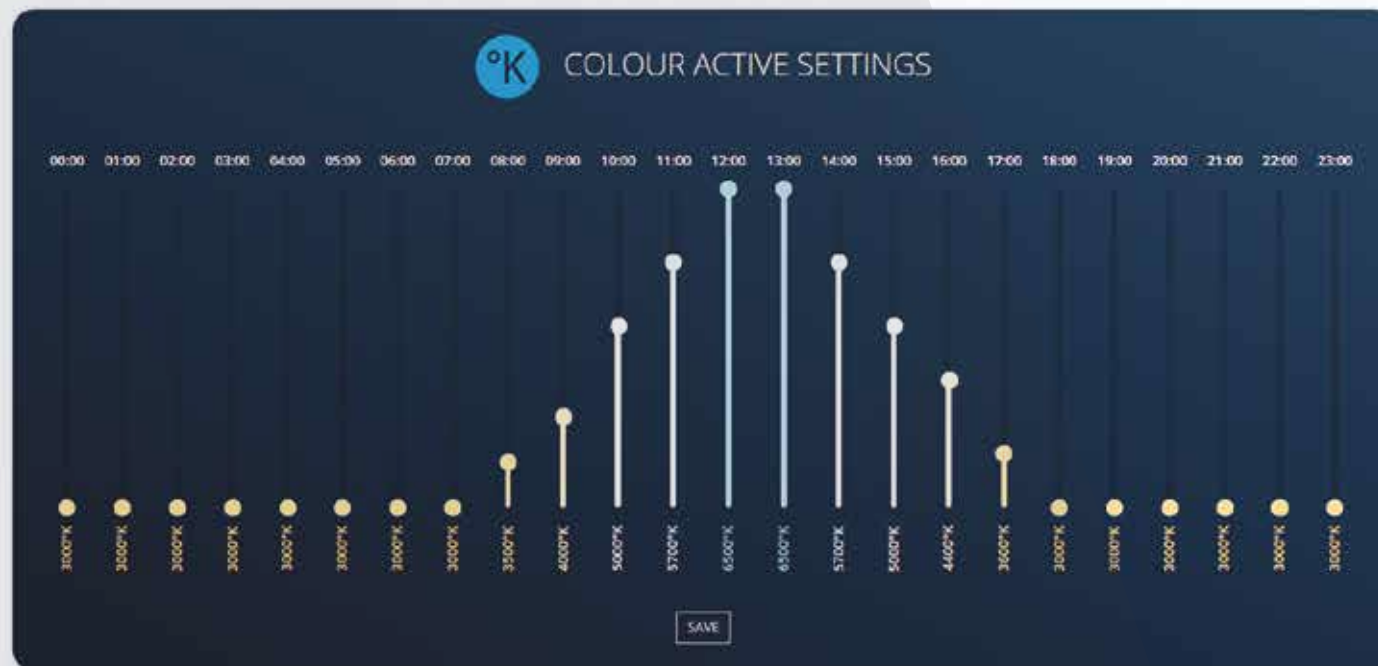 °K COLOUR ACTIVE SETTINGS
00:00 01:00 02:00 03:00 04:00 05:00 06:00 07:00 08:00 09:00 10:00 11:00 12:00 13:00 14:00 15:00 16:00 17:00 18:00 19:00 20:00 21:00 22:00 23:00
3000°K 3000°K 3000°K 3000°K 3000°K 3000°K 3000°K 3000°K 3500°K 4000°K 5000°K 5700°K 6500°K 6500°K 5700°K 5000°K 4400°K 3600°K 3000°K 3000°K 3000°K 3000°K 3000°K 3000°K
SAVE